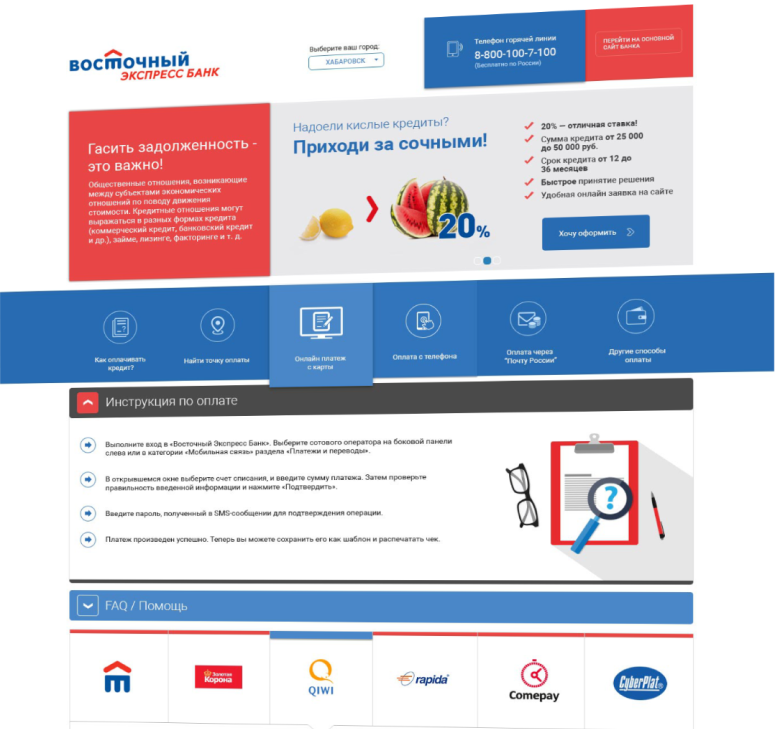 восточный
ЭКСПРЕСС БАНК
Выберите ваш город:
ХАБАРОВСК
Телефон горячей линии
8-800-100-7-100
(Бесплатно по России)
ПЕРЕЙТИ НА ОСНОВНОЙ
САЙТ БАНКА
Гасить задолженность -
это важно!
Общественные отношения, возникающие
между субъектами экономических
отношений по поводу движения
стоимости. Кредитные отношения могут
выражаться в разных формах кредита
(коммерческий кредит, банковский кредит
и др.), займе, лизинге, факторинге и т. д.
Надоели кислые кредиты?
Приходи за сочными!
20%
20% — отличная ставка!
Сумма кредита от 25 000
до 50 000 руб.
Срок кредита от 12 до
36 месяцев
Быстрое принятие решения
Удобная онлайн заявка на сайте
Хочу оформить
Как оплачивать
кредит?
Найти точку оплаты
Онлайн платеж
с карты
Оплата с телефона
Оплата через
"Почту России"
Другие способы
оплаты
Инструкция по оплате
Выполните вход в «Восточный Экспресс Банк». Выберите сотового оператора на боковой панели
слева или в категории «Мобильная связь» раздела «Платежи и переводы».
В открывшемся окне выберите счет списания, и введите сумму платежа. Затем проверьте
правильность введенной информации и нажмите «Подтвердить».
Введите пароль, полученный в SMS-сообщении для подтверждения операции.
Платеж произведен успешно. Теперь вы можете сохранить его как шаблон и распечатать чек.
?
FAQ / Помощь
Золотая
Корона
QIWI
rapida
Comepay
CyberPlat